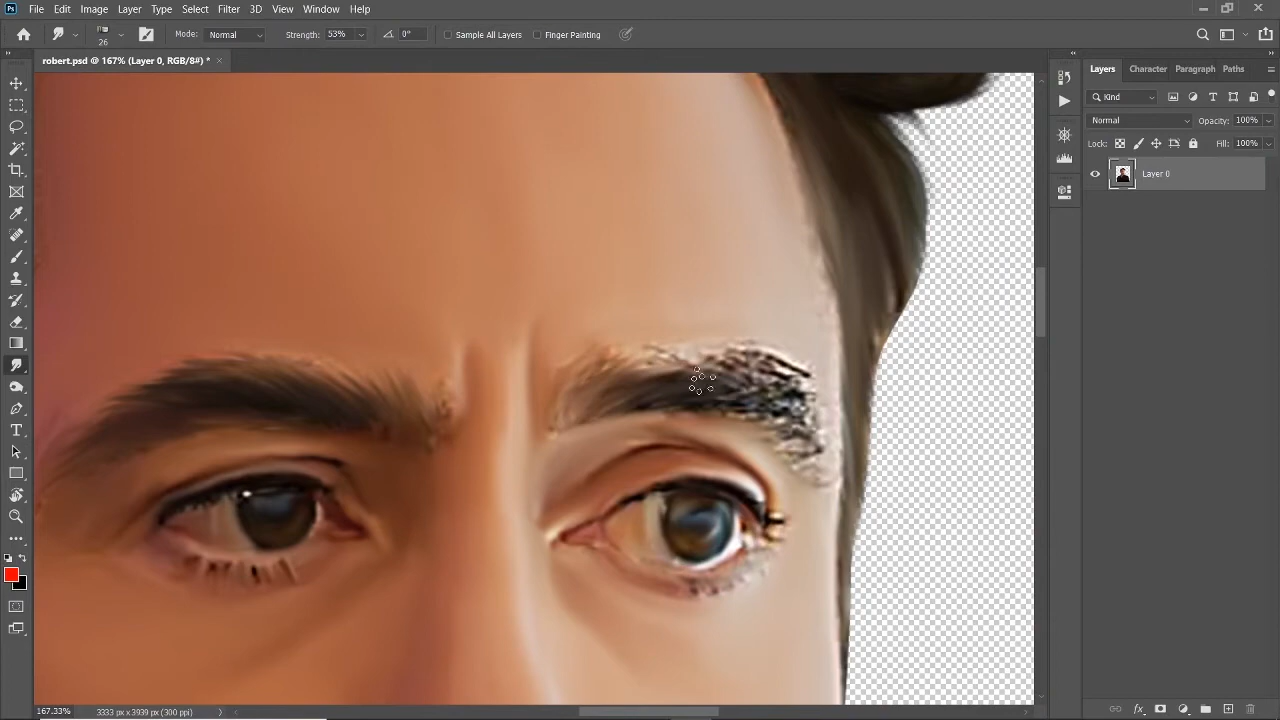 Ps File Edit Image Layer Type Select Filter 3D View Window Help
26 Mode: Normal Strength: 53% 0° Sample All Layers Finger Painting
robert.psd @ 167% (Layer 0, RGB/8#) * ×
Layers Character Paragraph Paths
Kind
Normal Opacity: 100%
Lock: Fill: 100%
Layer 0
167.33% 3333 px x 3939 px (300 ppi)